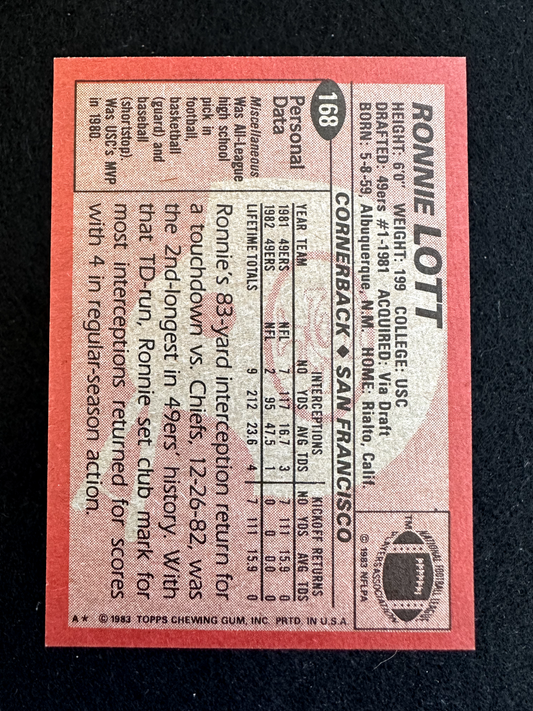 RONNIE LOTT
HEIGHT: 6'0" WEIGHT: 199 COLLEGE: USC
DRAFTED: 49ers #1-1981 ACQUIRED: Via Draft
BORN: 5-8-59, Albuquerque, N.M. HOME: Rialto, Calif.
168
CORNERBACK ◆ SAN FRANCISCO
NATIONAL FOOTBALL LEAGUE
PLAYERS ASSOCIATION
TM
© 1983 NFLPA
Personal
Data
Miscellaneous
Was All-League
high school
pick in
football,
basketball
(guard) and
baseball
(shortstop).
Was USC's MVP
in 1980.
INTERCEPTIONS KICKOFF RETURNS
YEAR TEAM NO YDS AVG TDS NO YDS AVG TDS
1981 49ERS NFL 7 117 16.7 3 7 111 15.9 0
1982 49ERS NFL 2 95 47.5 1 0 0 0
LIFETIME TOTALS 9 212 23.6 4 7 111 15.9 0
Ronnie's 83-yard interception return for
a touchdown vs. Chiefs, 12-26-82, was
the 2nd-longest in 49ers' history. With
that TD-run, Ronnie set club mark for
most interceptions returned for scores
with 4 in regular-season action.
A* © 1983 TOPPS CHEWING GUM, INC. PRTD. IN U.S.A.